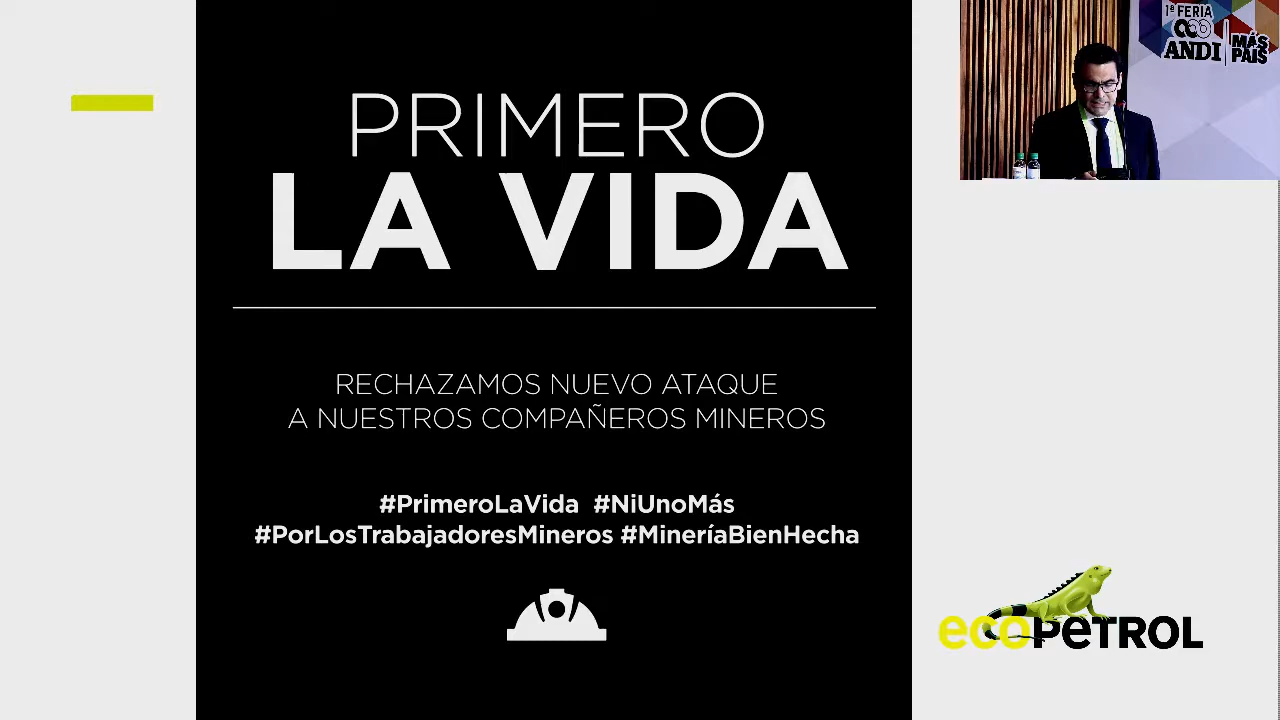 PRIMERO
LA VIDA
RECHAZAMOS NUEVO ATAQUE
A NUESTROS COMPAÑEROS MINEROS
#PrimeroLaVida #NiUnoMás
#PorLosTrabajadoresMineros #MineríaBienHecha
1ª FERIA
ANDI
MÁS
PAÍS
ecoPETROL